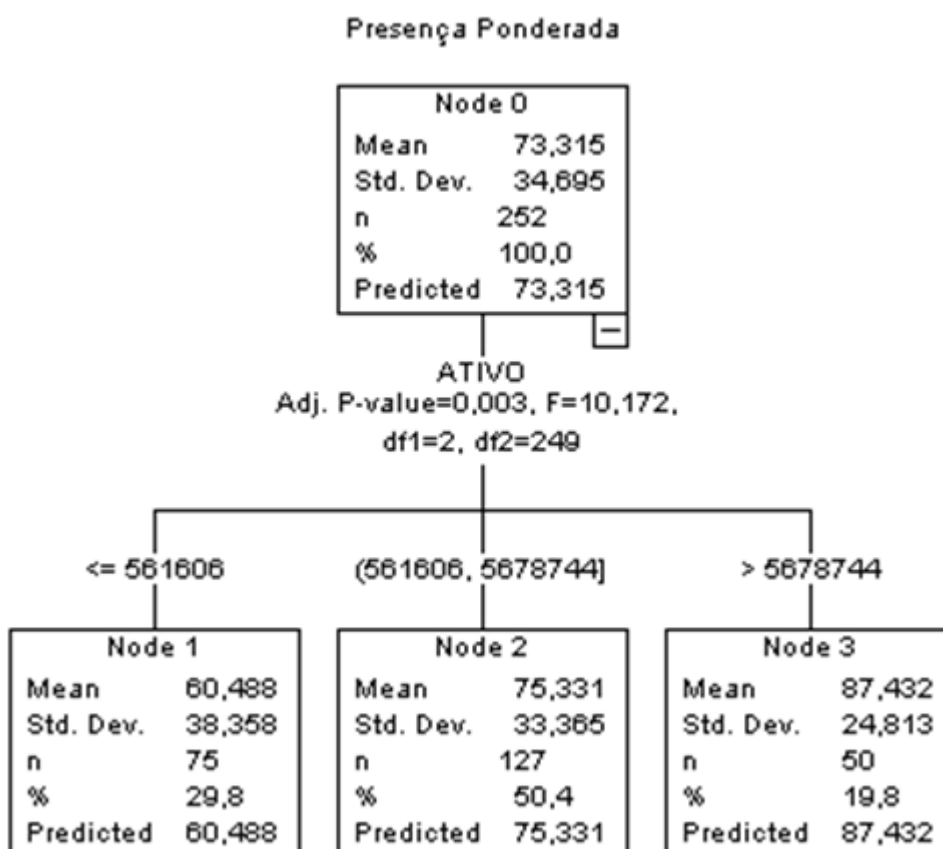 Presença Ponderada
Node 0
Mean 73,315
Std. Dev. 34,695
n 252
% 100,0
Predicted 73,315
ATIVO
Adj. P-value=0,003, F=10,172,
df1=2, df2=249
<= 561606
(561606, 5678744]
> 5678744
Node 1
Mean 60,488
Std. Dev. 38,358
n 75
% 29,8
Predicted 60,488
Node 2
Mean 75,331
Std. Dev. 33,365
n 127
% 50,4
Predicted 75,331
Node 3
Mean 87,432
Std. Dev. 24,813
n 50
% 19,8
Predicted 87,432